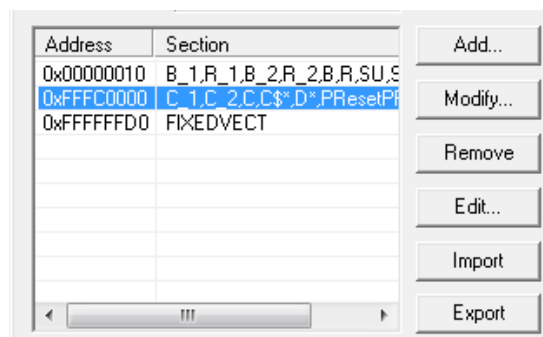 Address Section
0x00000010 B_1,R_1,B_2,R_2,B,R,SU,S
0xFFFC0000 C_1,C_2,C,C$*,D*,PResetPR
0xFFFFFFD0 FIXEDVECT
Add...
Modify...
Remove
Edit...
Import
Export